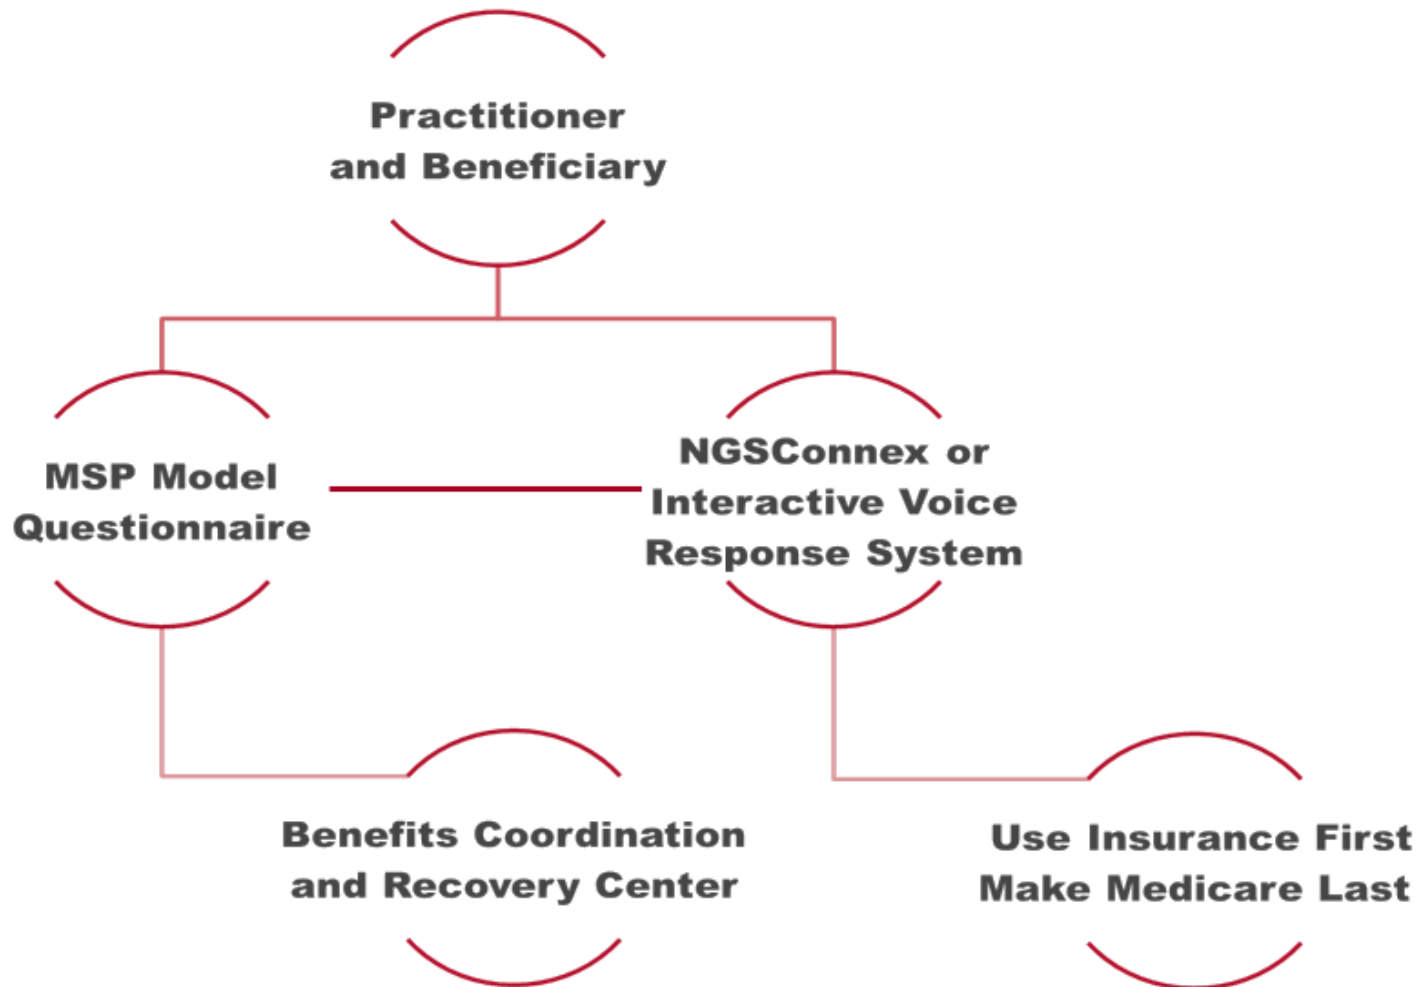 Practitioner
and Beneficiary
MSP Model
Questionnaire
NGSConnex or
Interactive Voice
Response System
Benefits Coordination
and Recovery Center
Use Insurance First
Make Medicare Last